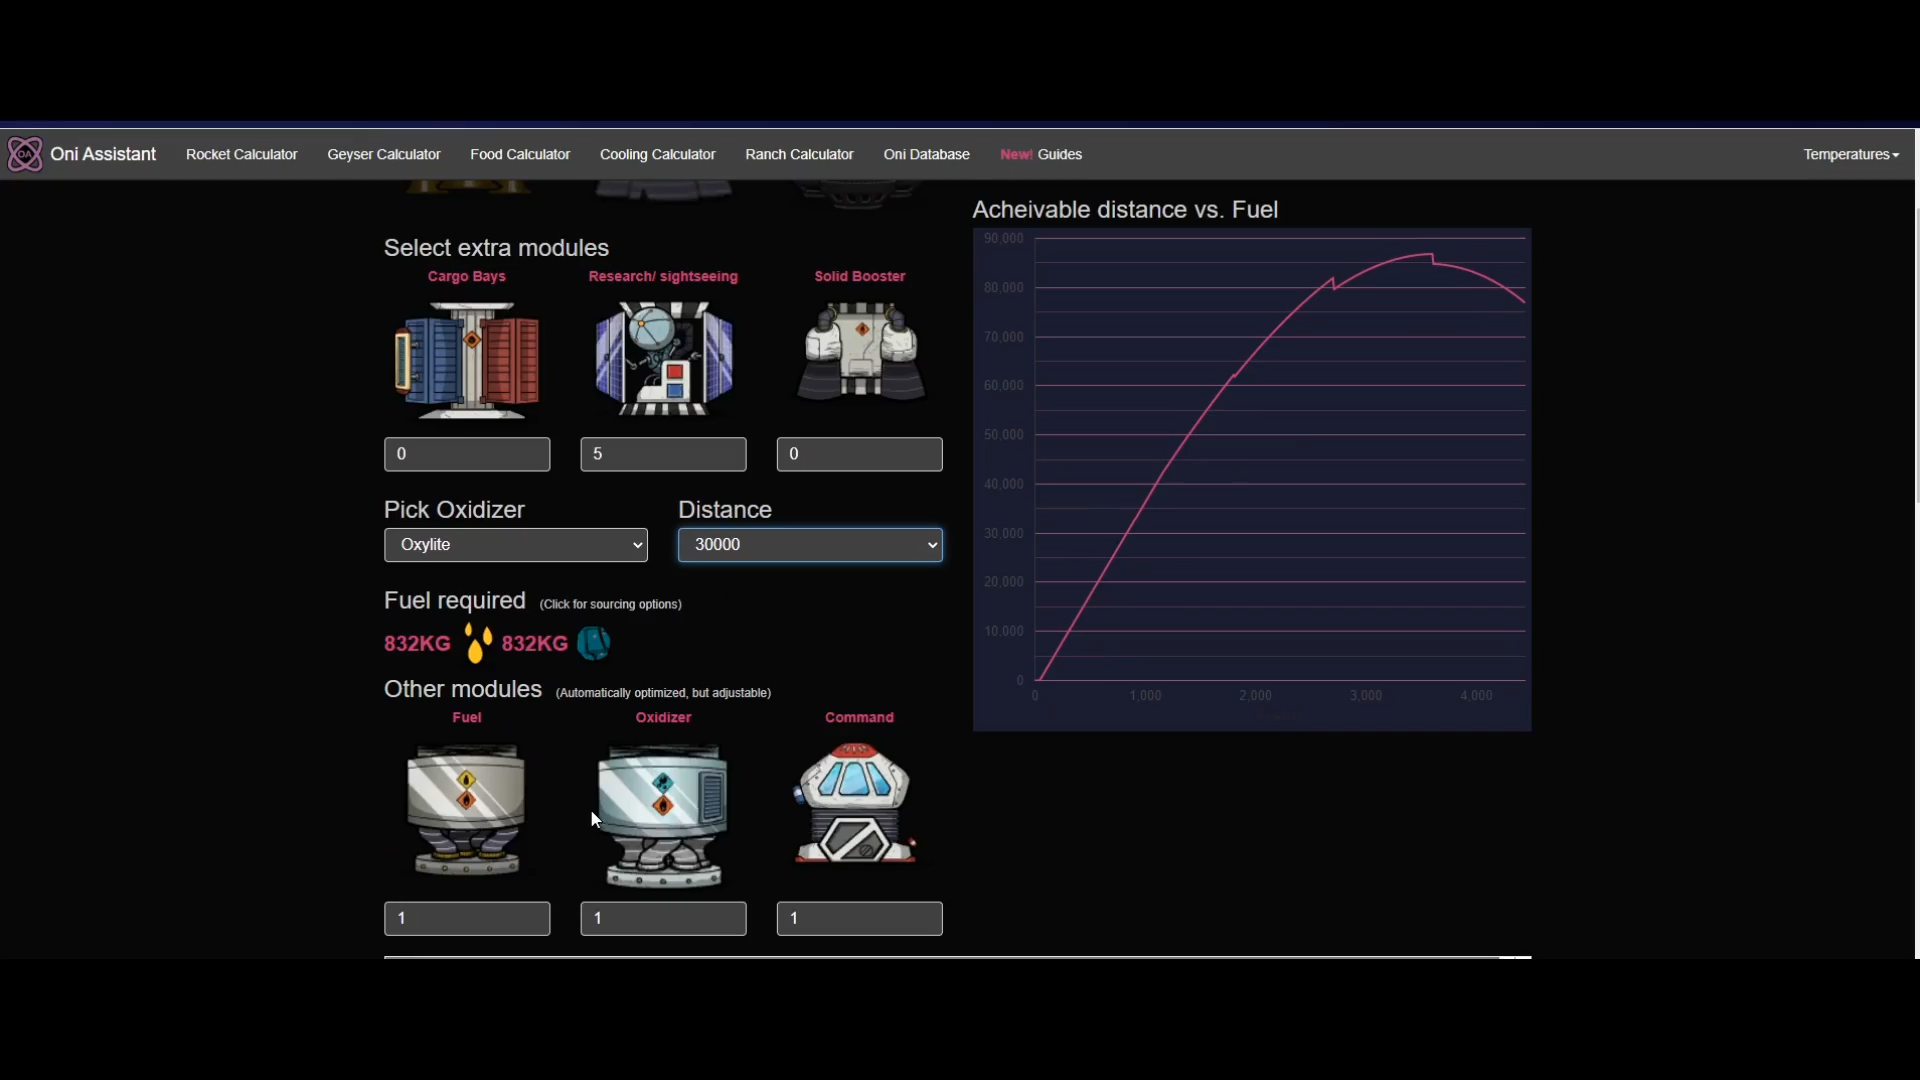 Oni Assistant Rocket Calculator Geyser Calculator Food Calculator Cooling Calculator Ranch Calculator Oni Database New! Guides Temperatures
Select extra modules
Cargo Bays Research/ sightseeing Solid Booster
0 5 0
Pick Oxidizer Distance
Oxylite 30000
Fuel required (Click for sourcing options)
832KG 832KG
Other modules (Automatically optimized, but adjustable)
Fuel Oxidizer Command
1 1 1
Acheivable distance vs. Fuel
90,000
80,000
70,000
60,000
50,000
40,000
30,000
20,000
10,000
0
0 1,000 2,000 3,000 4,000